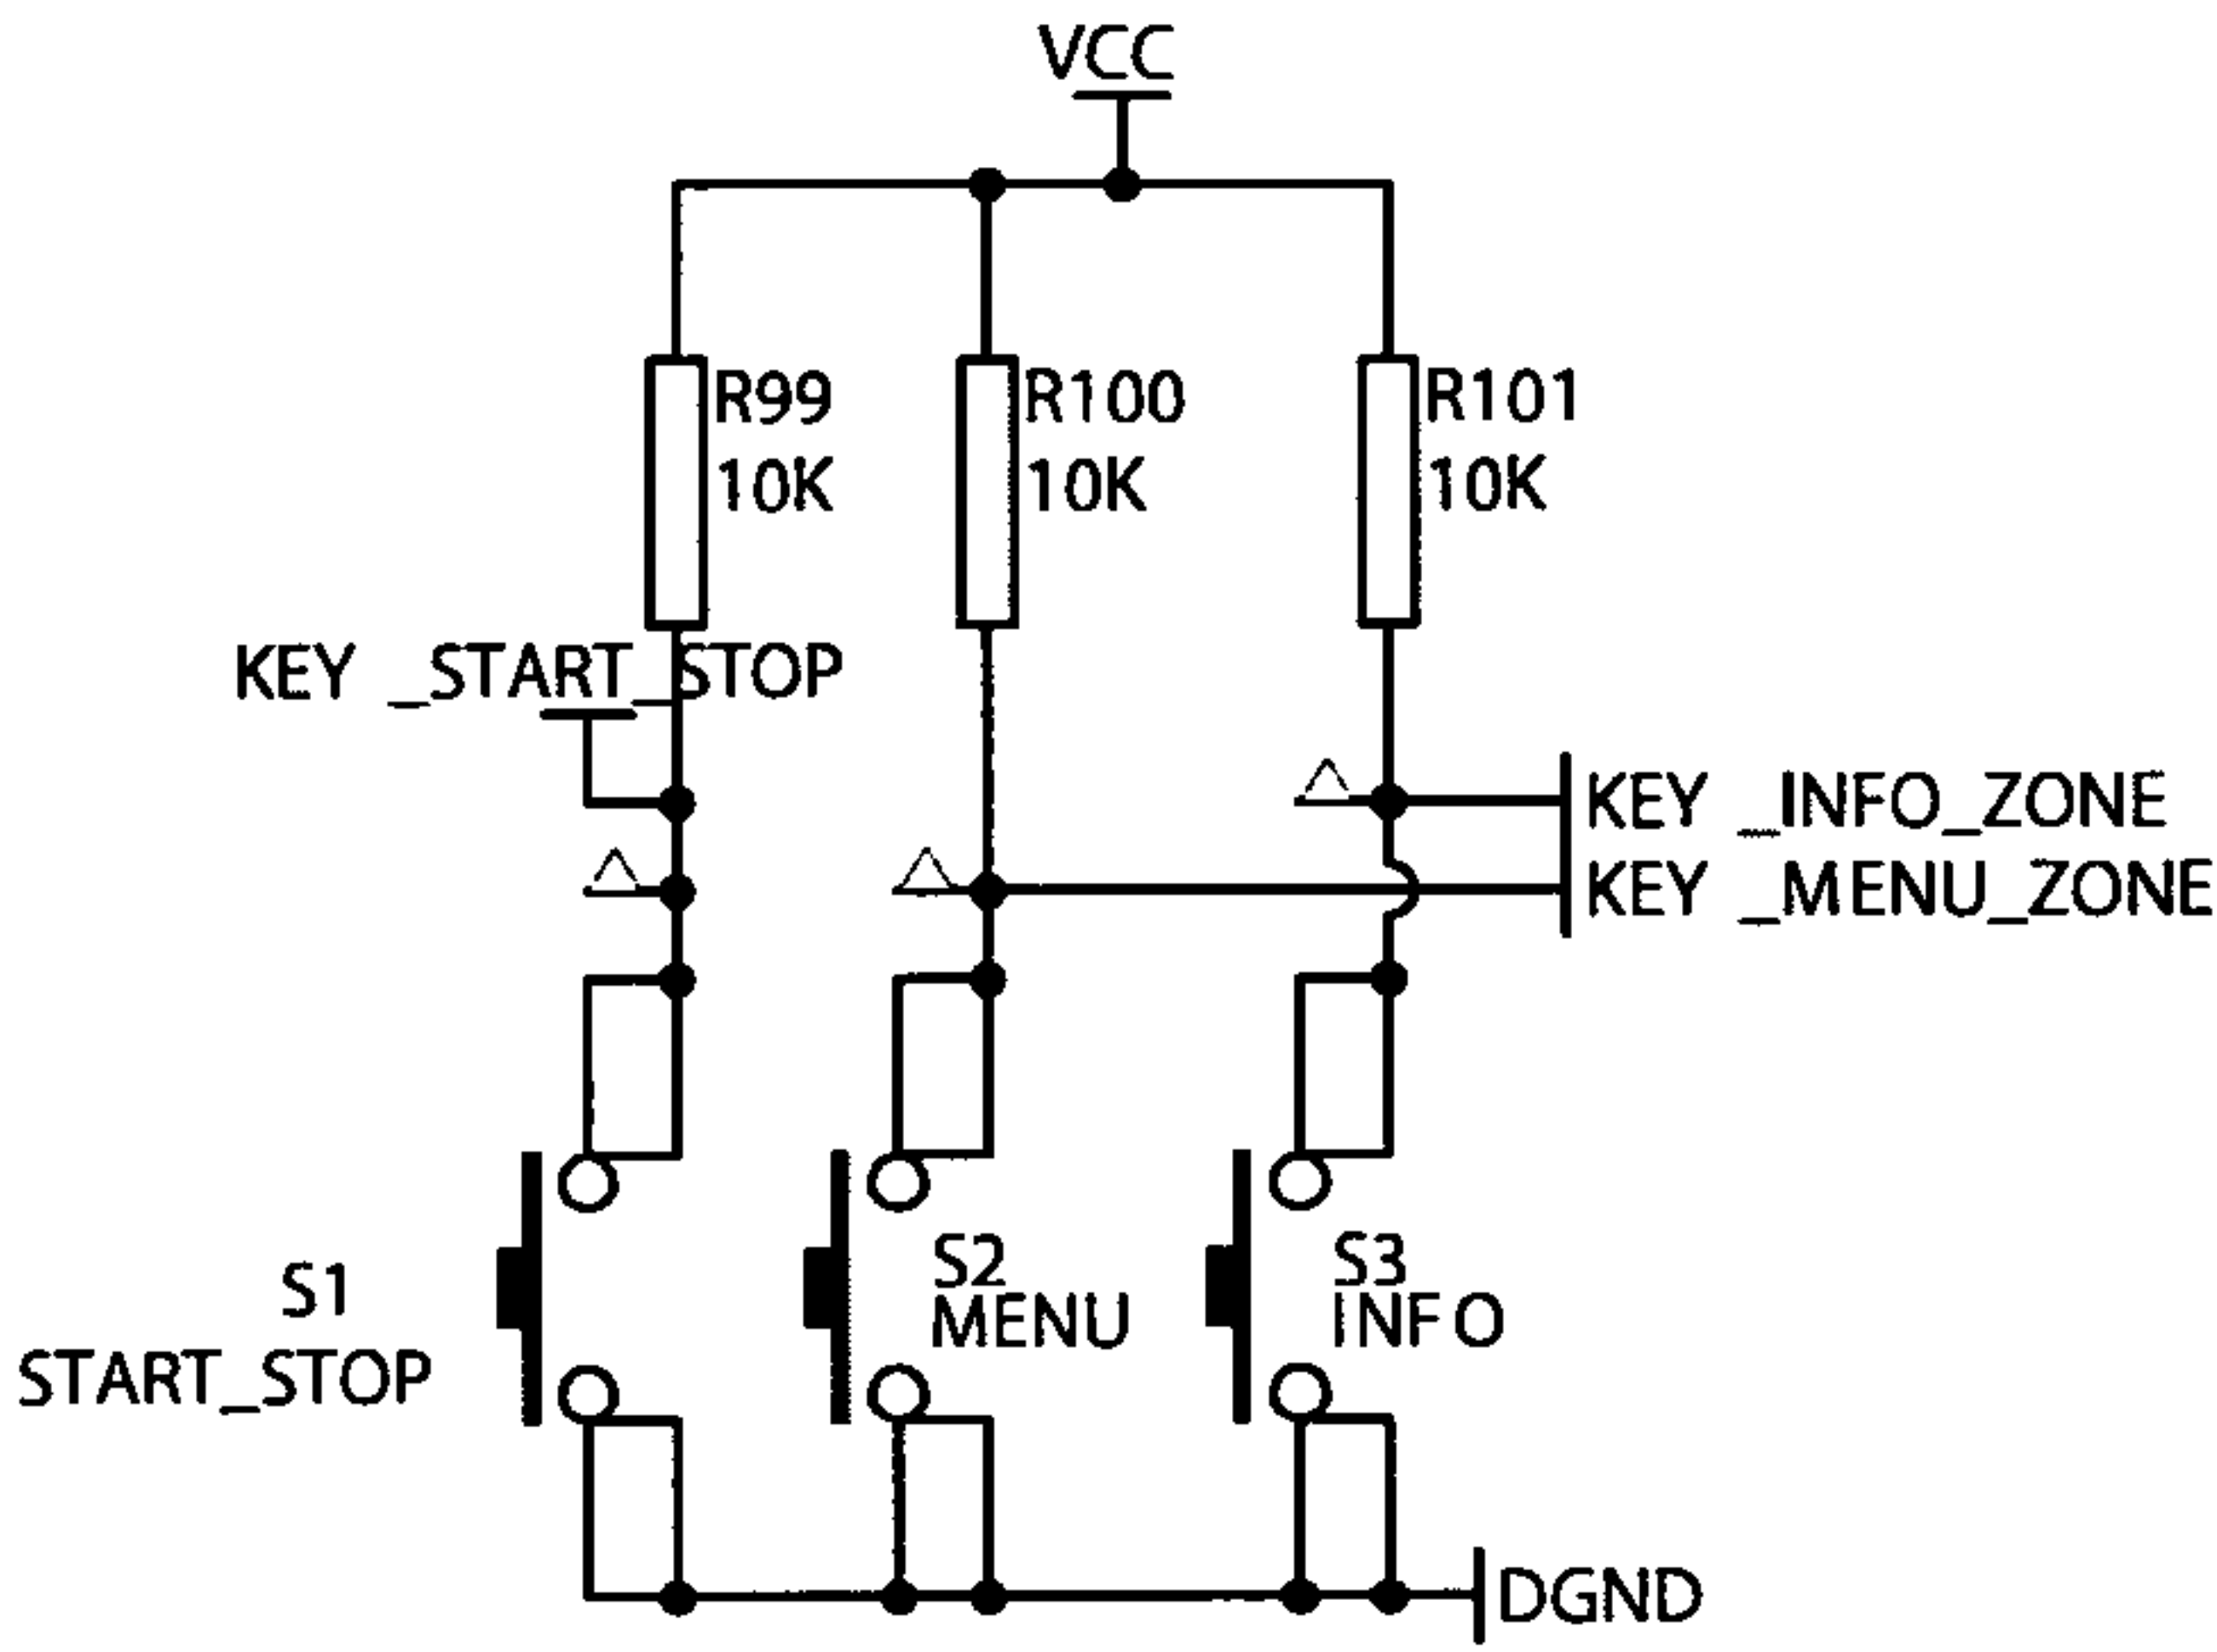 VCC
R99
10K
R100
10K
R101
10K
KEY _START_STOP
KEY _INFO_ZONE
KEY _MENU_ZONE
S1
START_STOP
S2
MENU
S3
INFO
DGND